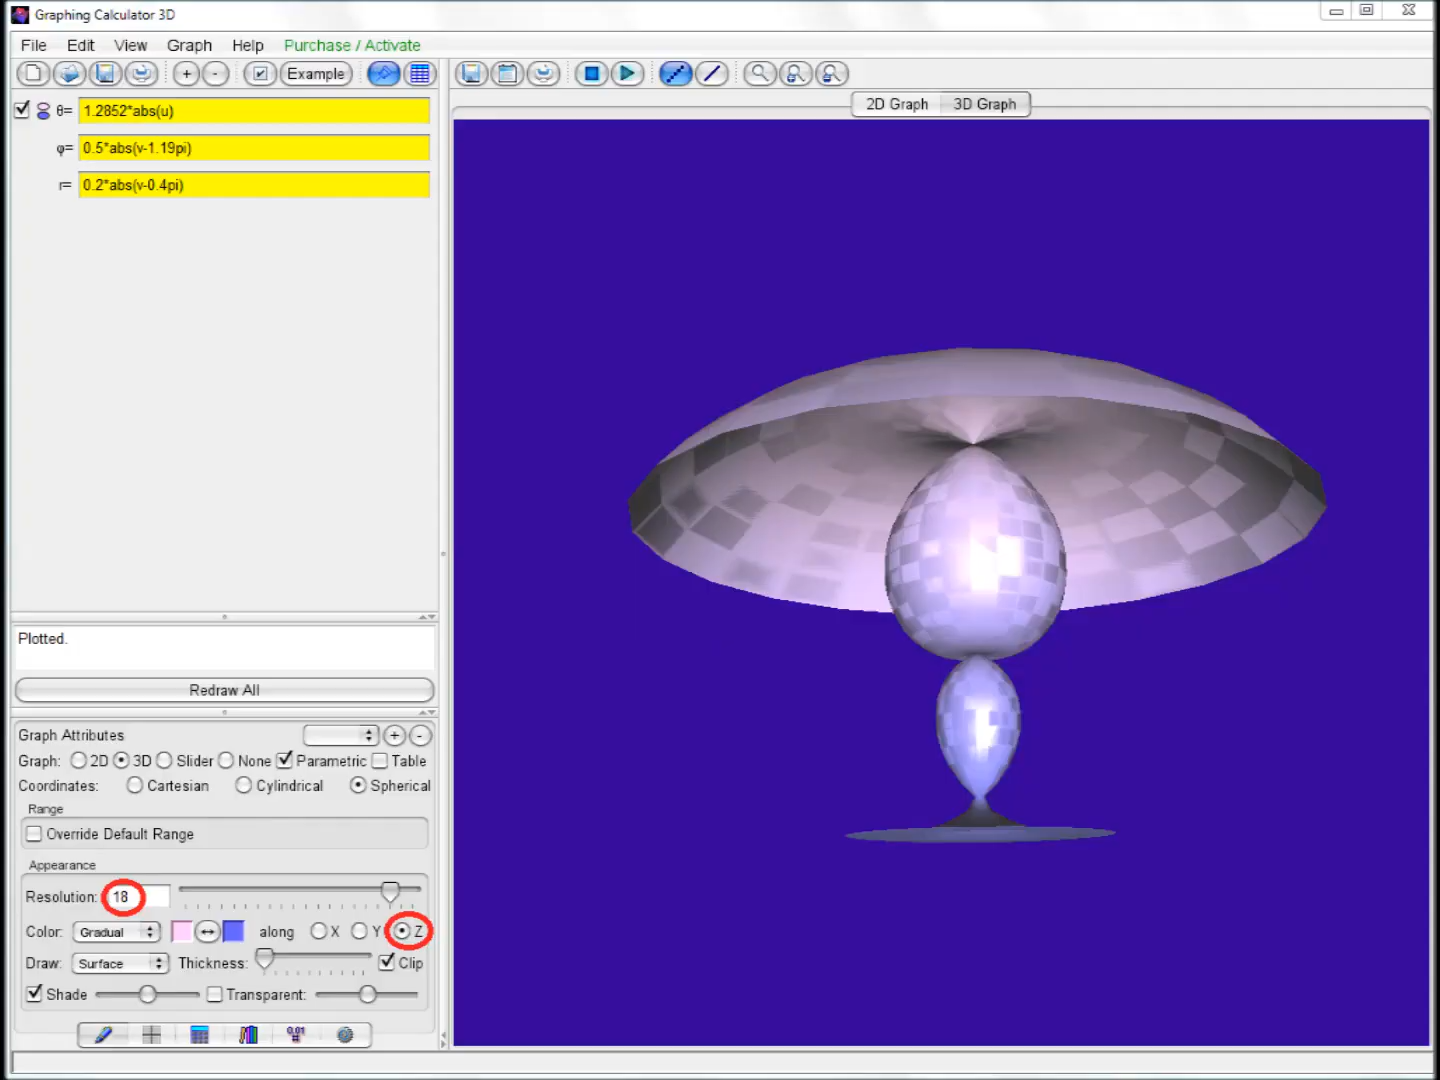 Graphing Calculator 3D
File Edit View Graph Help Purchase / Activate
+ - Example
2D Graph 3D Graph
θ= 1.2852*abs(u)
φ= 0.5*abs(v-1.19pi)
r= 0.2*abs(v-0.4pi)
Plotted.
Redraw All
Graph Attributes + -
Graph: 2D 3D Slider None Parametric Table
Coordinates: Cartesian Cylindrical Spherical
Range
Override Default Range
Appearance
Resolution: 18
Color: Gradual along X Y Z
Draw: Surface Thickness: Clip
Shade Transparent:
0.01